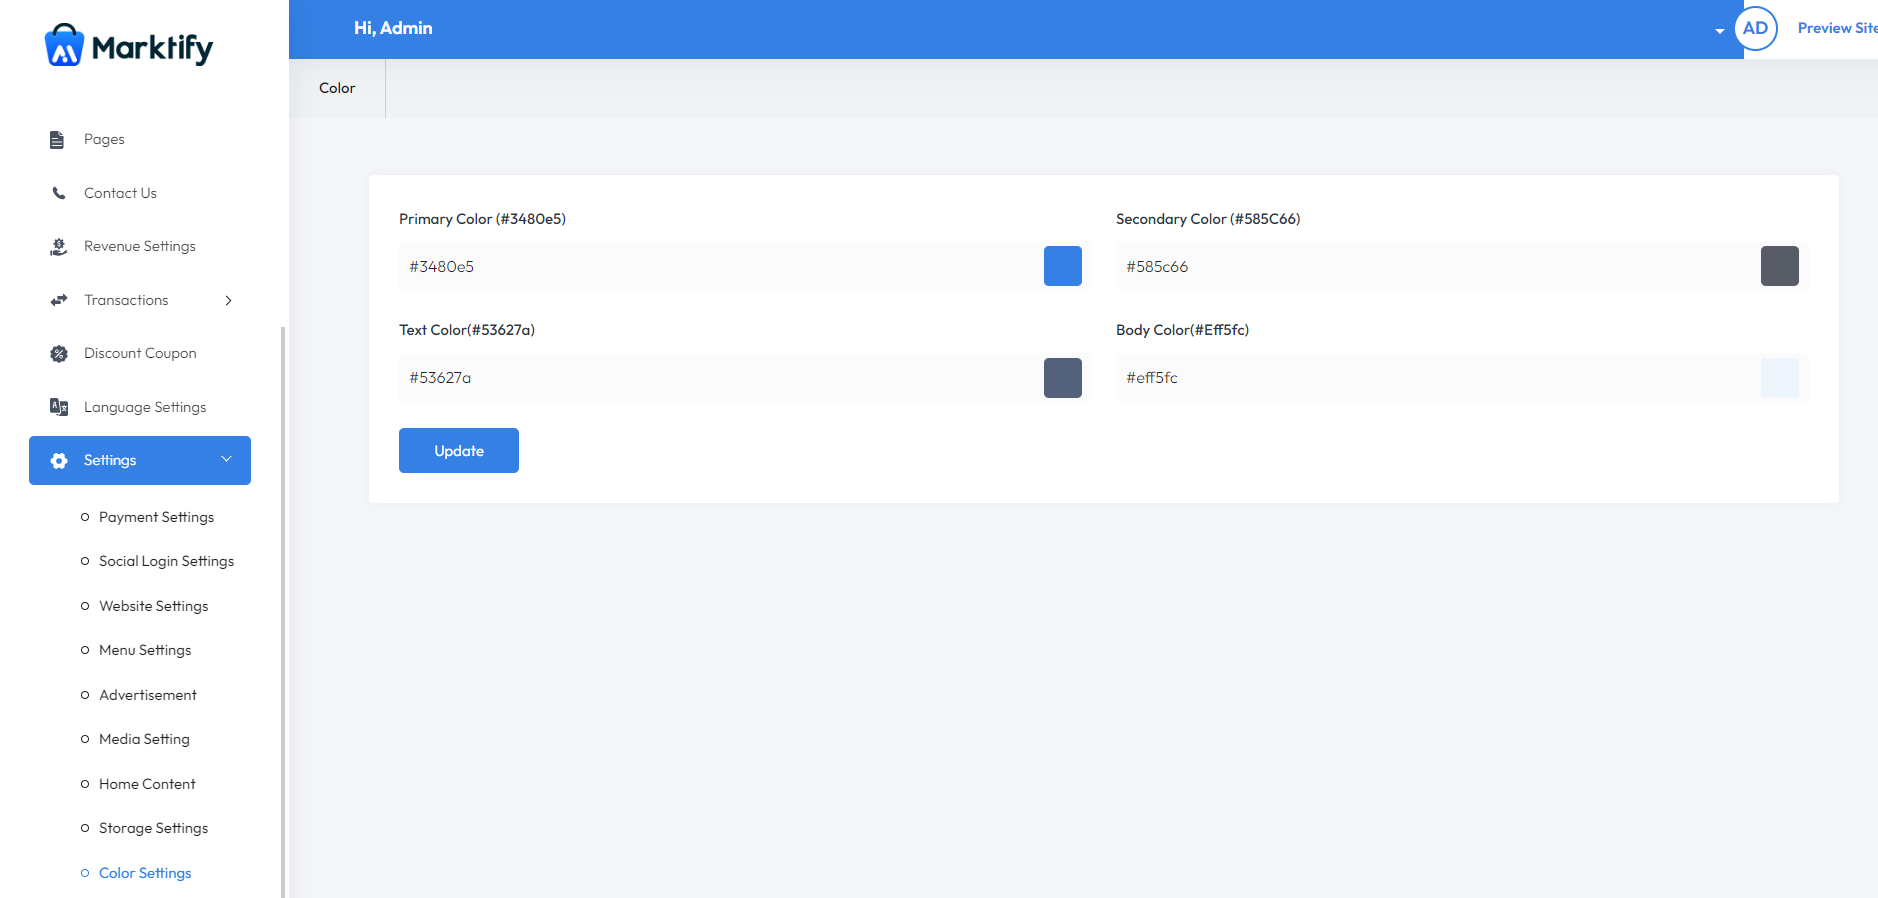 Marktify
Pages
Contact Us
Revenue Settings
Transactions
Discount Coupon
Language Settings
Settings
Payment Settings
Social Login Settings
Website Settings
Menu Settings
Advertisement
Media Setting
Home Content
Storage Settings
Color Settings
Hi, Admin
AD
Preview Site
Color
Primary Color (#3480e5)
#3480e5
Secondary Color (#585C66)
#585c66
Text Color(#53627a)
#53627a
Body Color(#Eff5fc)
#eff5fc
Update